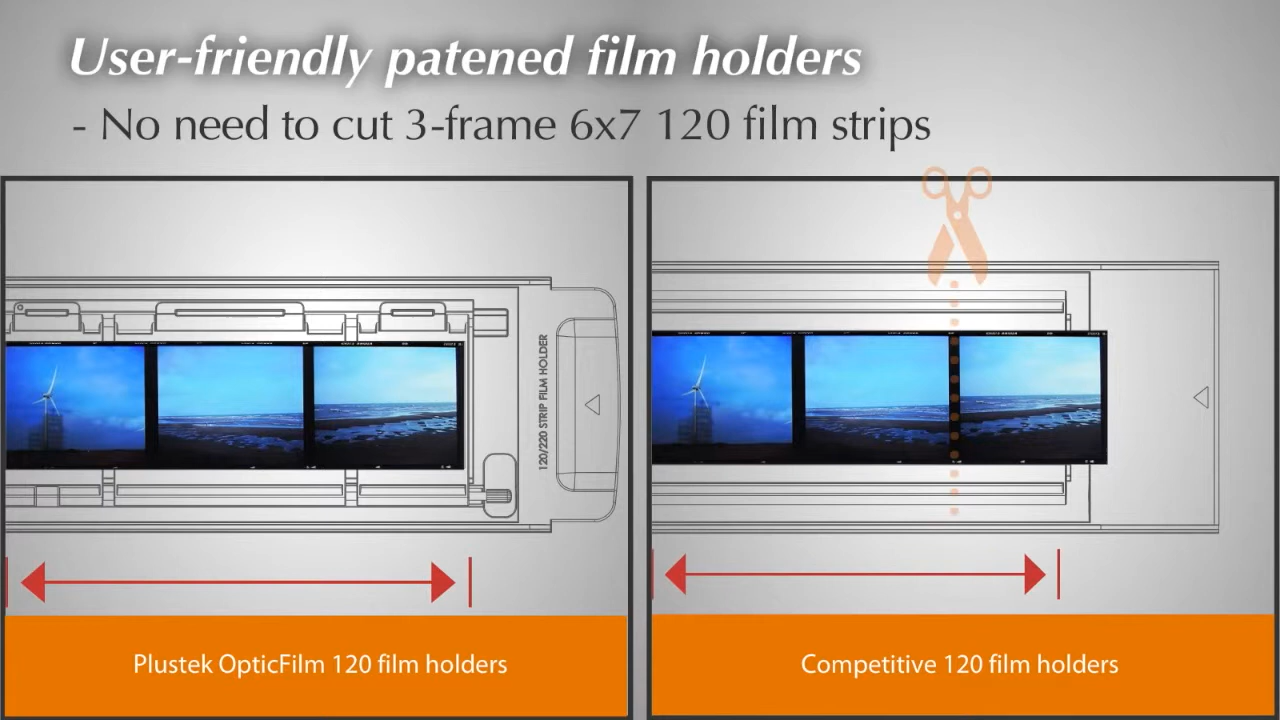 User-friendly patened film holders
- No need to cut 3-frame 6x7 120 film strips
120/220 STRIP FILM HOLDER
Plustek OpticFilm 120 film holders
Competitive 120 film holders